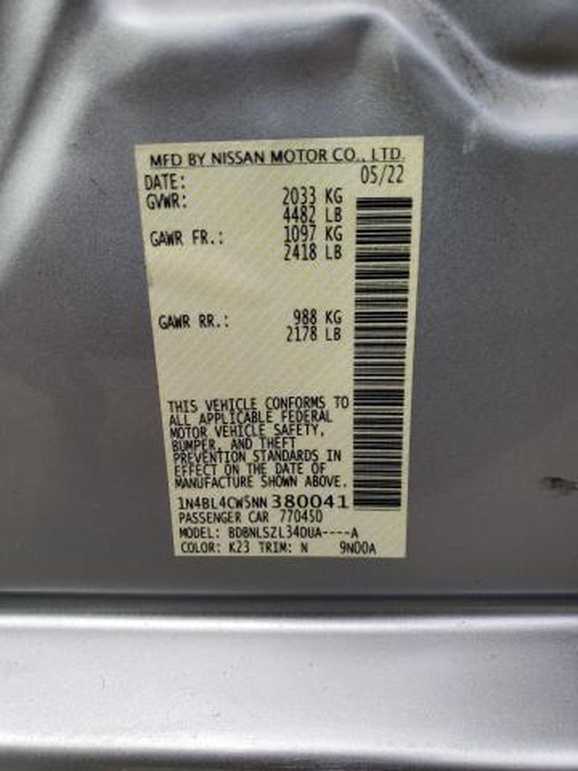 MFD BY NISSAN MOTOR CO., LTD.
DATE: 05/22
GVWR: 2033 KG
4482 LB
GAWR FR.: 1097 KG
2418 LB
GAWR RR.: 988 KG
2178 LB
THIS VEHICLE CONFORMS TO
ALL APPLICABLE FEDERAL
MOTOR VEHICLE SAFETY,
BUMPER, AND THEFT
PREVENTION STANDARDS IN
EFFECT ON THE DATE OF
MANUFACTURE SHOWN ABOVE.
1N4BL4CW5NN380041
PASSENGER CAR 770450
MODEL: BDBNLSZL34DUA----A
COLOR: K23 TRIM: N 9N00A